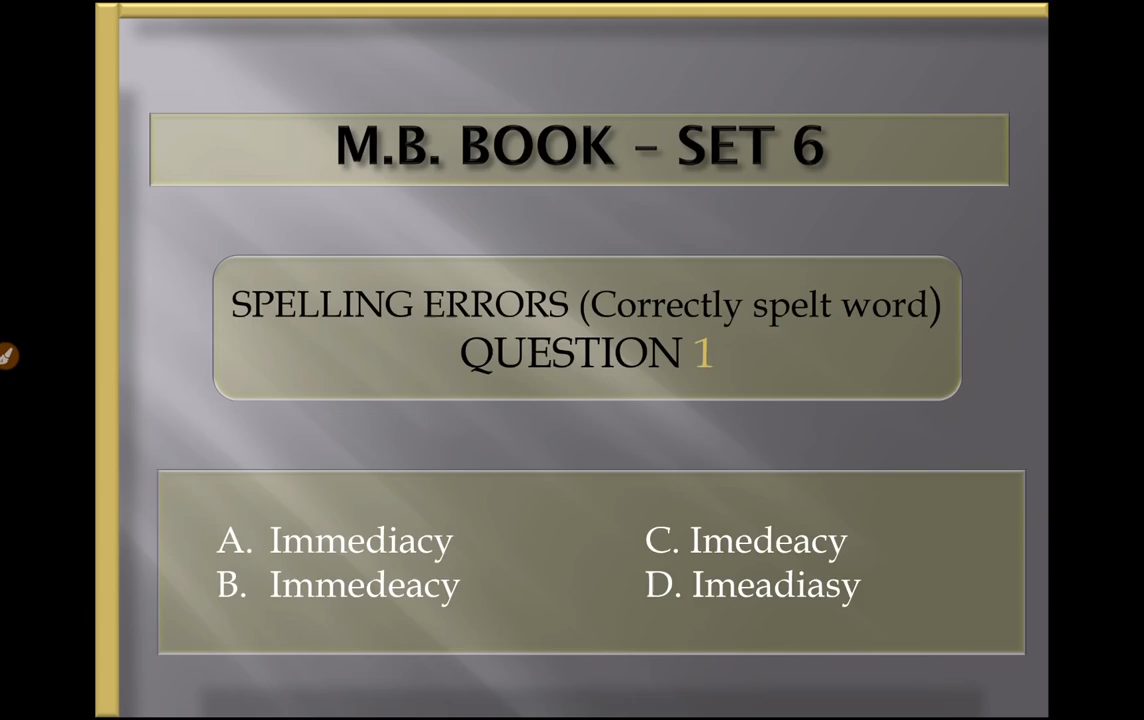 M.B. BOOK – SET 6
SPELLING ERRORS (Correctly spelt word)
QUESTION 1
A. Immediacy
B. Immedeacy
C. Imedeacy
D. Imeadiasy